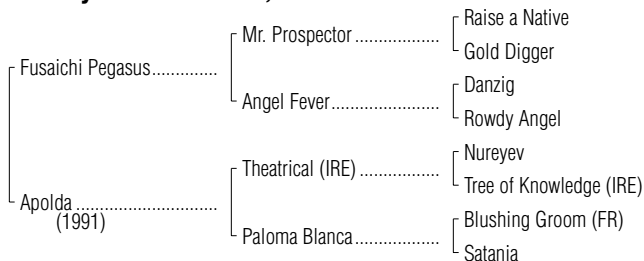 Raise a Native
Mr. Prospector..................
Gold Digger
Fusaichi Pegasus..............
Danzig
Angel Fever.......................
Rowdy Angel
Nureyev
Theatrical (IRE) .................
Tree of Knowledge (IRE)
Apolda ..............................
(1991)
Blushing Groom (FR)
Paloma Blanca..................
Satania